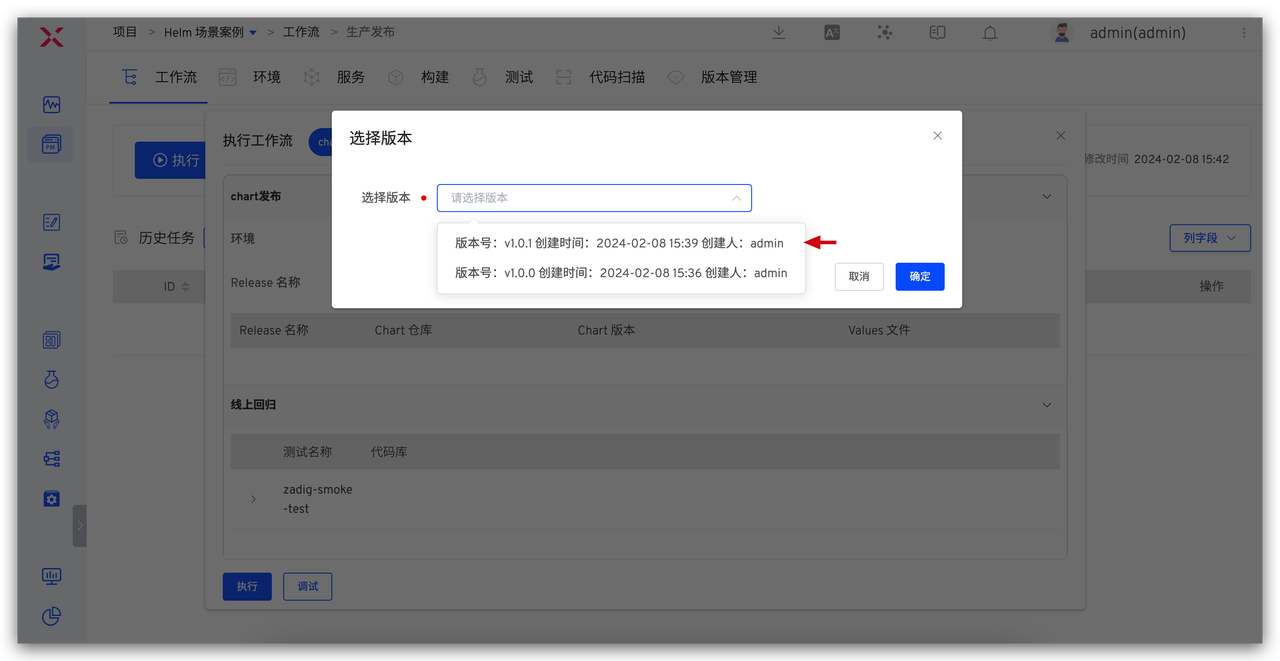 项目 > Helm 场景案例 > 工作流 > 生产发布
admin(admin)
工作流 环境 服务 构建 测试 代码扫描 版本管理
执行工作流
选择版本
执行
修改时间 2024-02-08 15:42
chart发布
选择版本 请选择版本
历史任务
环境
列字段
版本号：v1.0.1 创建时间：2024-02-08 15:39 创建人：admin
版本号：v1.0.0 创建时间：2024-02-08 15:36 创建人：admin
取消 确定
Release 名称
ID
操作
Release 名称 Chart 仓库 Chart 版本 Values 文件
线上回归
测试名称 代码库
zadig-smoke
-test
执行 调试